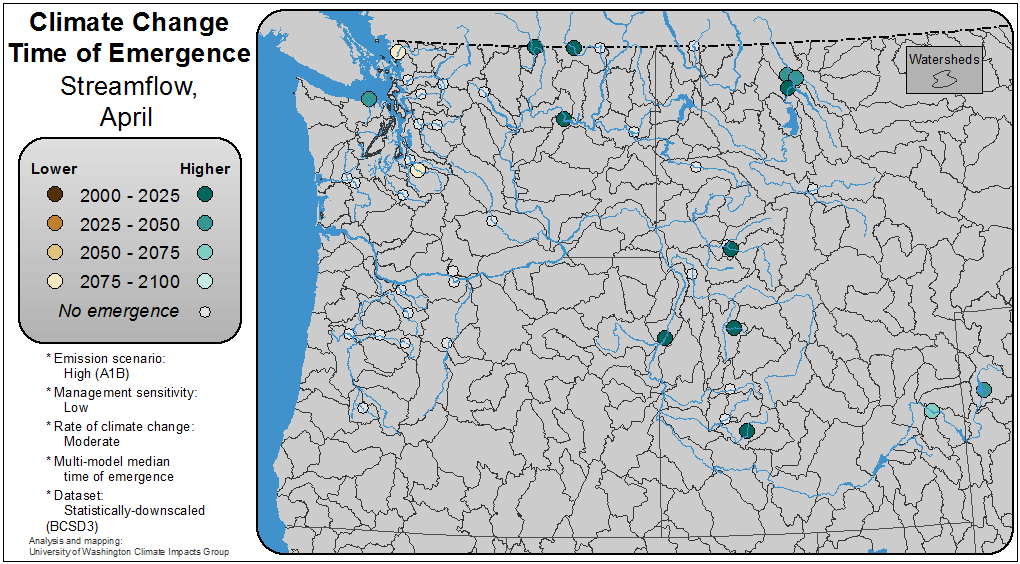 Climate Change
Time of Emergence
Streamflow,
April
Lower Higher
2000 - 2025
2025 - 2050
2050 - 2075
2075 - 2100
No emergence
* Emission scenario:
High (A1B)
* Management sensitivity:
Low
* Rate of climate change:
Moderate
* Multi-model median
time of emergence
* Dataset:
Statistically-downscaled
(BCSD3)
Analysis and mapping:
University of Washington Climate Impacts Group
Watersheds